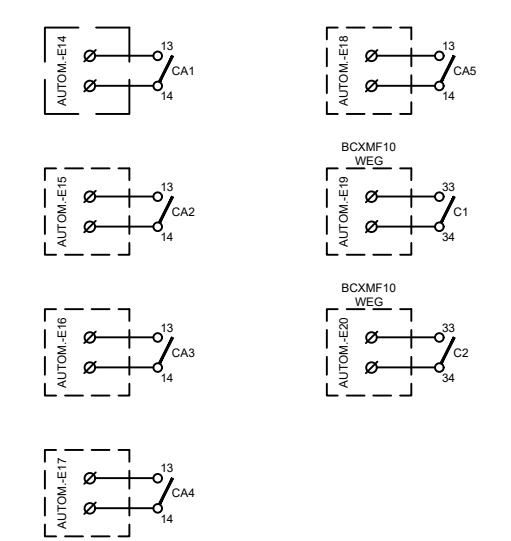 AUTOM.-E14
13
CA1
14
AUTOM.-E15
13
CA2
14
AUTOM.-E16
13
CA3
14
AUTOM.-E17
13
CA4
14
AUTOM.-E18
13
CA5
14
BCXMF10
WEG
AUTOM.-E19
33
C1
34
BCXMF10
WEG
AUTOM.-E20
33
C2
34